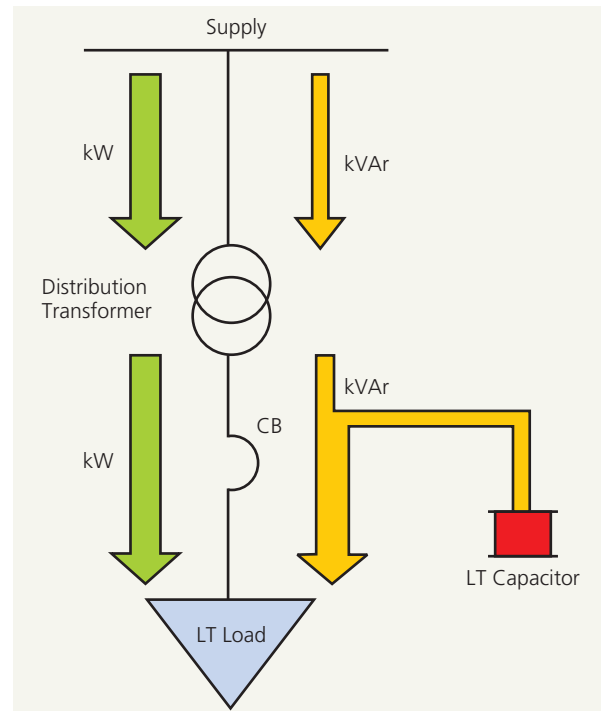 Supply
kW
kVAr
Distribution
Transformer
kVAr
CB
kW
LT Capacitor
LT Load